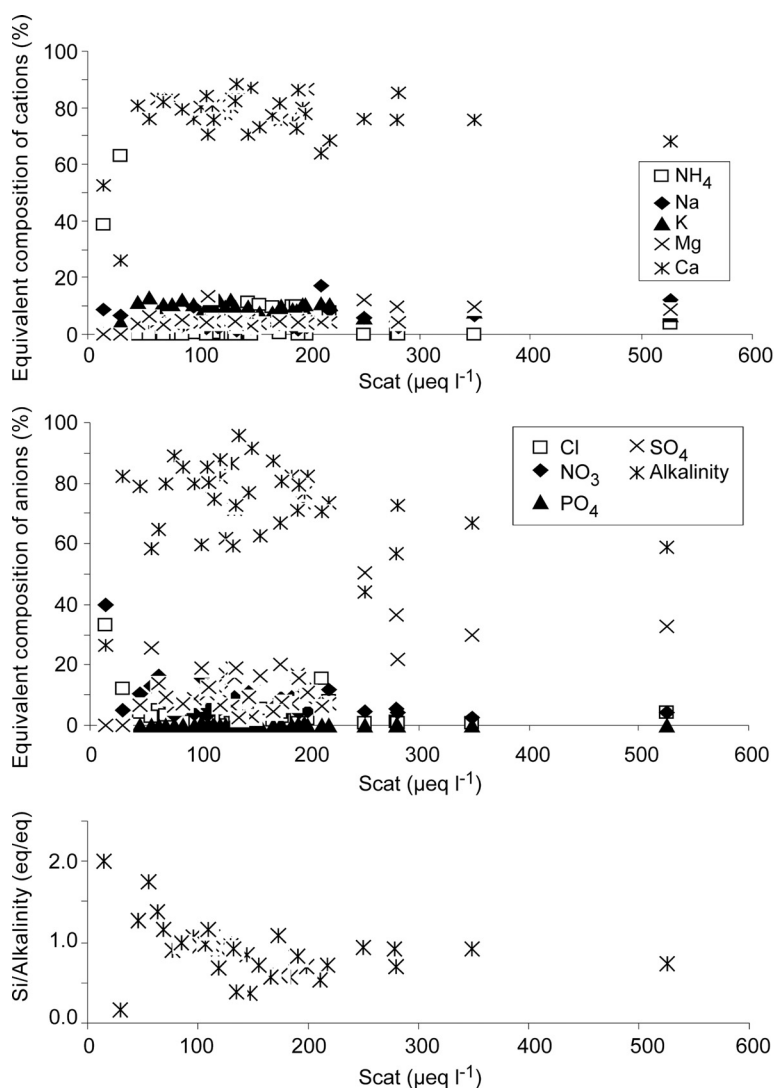 Equivalent composition of cations (%)
100
80
60
40
20
0
NH4
Na
K
Mg
Ca
0 100 200 300 400 500 600
Scat (µeq l-1)
Equivalent composition of anions (%)
100
80
60
40
20
0
Cl SO4
NO3 Alkalinity
PO4
0 100 200 300 400 500 600
Scat (µeq l-1)
Si/Alkalinity (eq/eq)
2.0
1.0
0.0
0 100 200 300 400 500 600
Scat (µeq l-1)